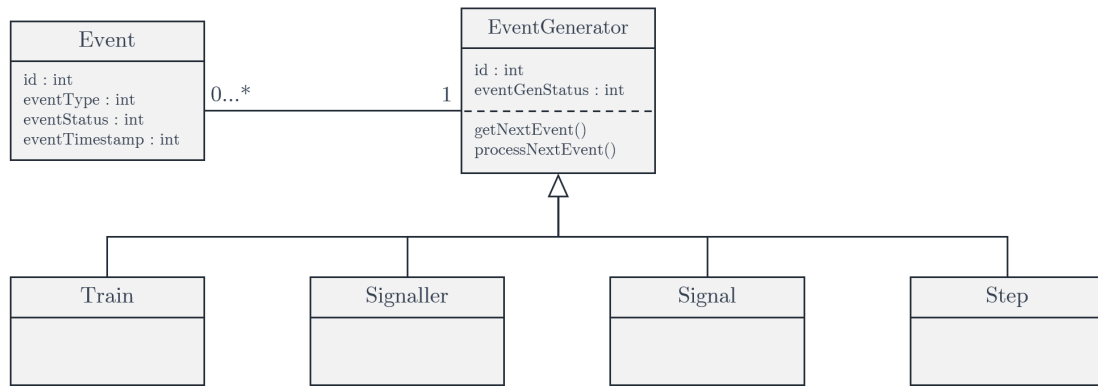 Event
id : int
eventType : int
eventStatus : int
eventTimestamp : int
0...*
1
EventGenerator
id : int
eventGenStatus : int
getNextEvent()
processNextEvent()
Train
Signaller
Signal
Step